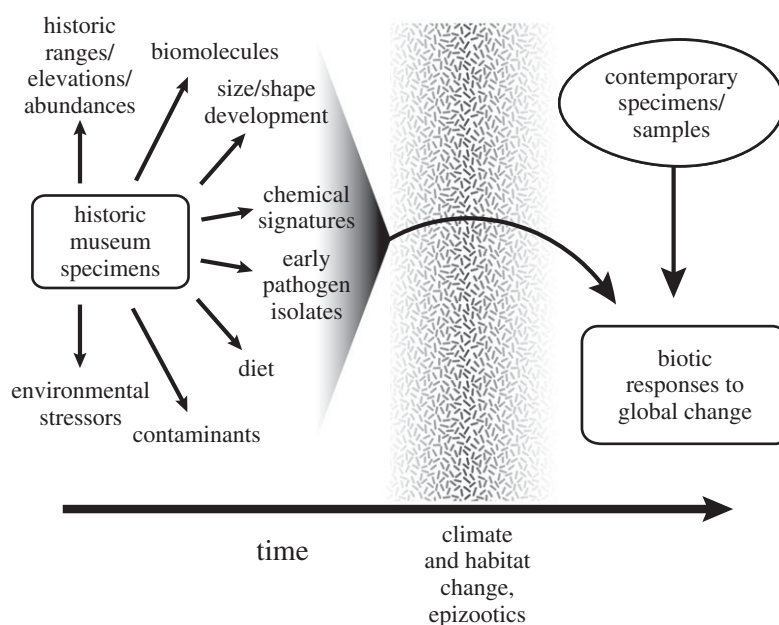 historic
ranges/
elevations/
abundances
biomolecules
size/shape
development
historic
museum
specimens
chemical
signatures
early
pathogen
isolates
diet
environmental
stressors
contaminants
contemporary
specimens/
samples
biotic
responses to
global change
time
climate
and habitat
change,
epizootics